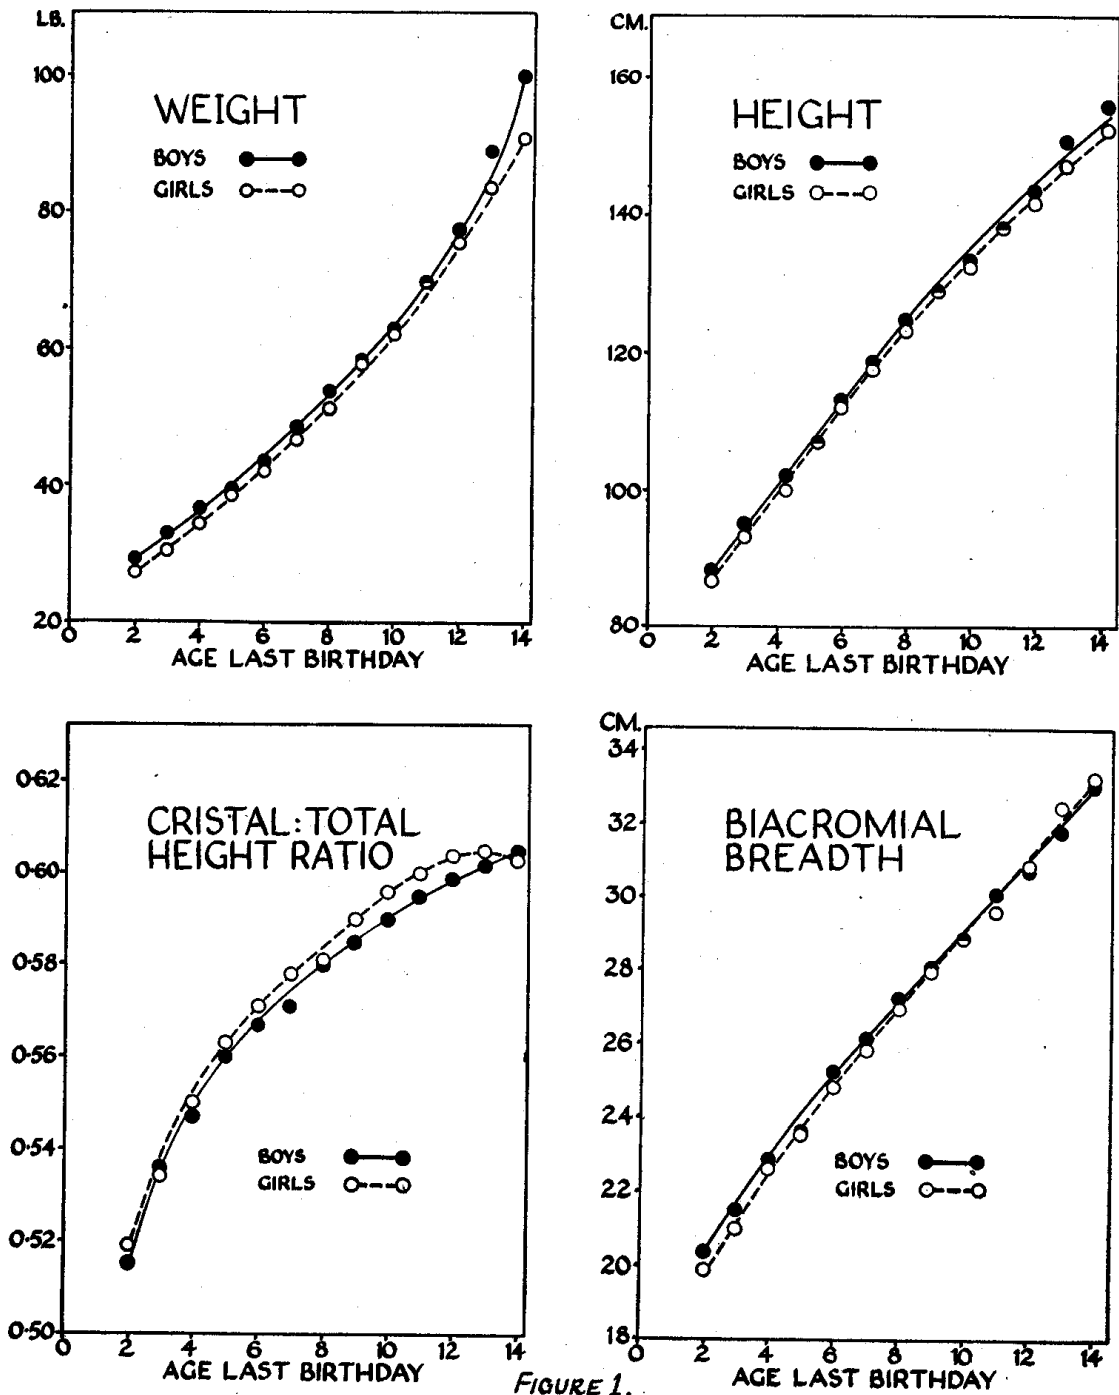 LB.
100
80
60
40
20
WEIGHT
BOYS
GIRLS
0 2 4 6 8 10 12 14
AGE LAST BIRTHDAY
CM.
160
140
120
100
80
HEIGHT
BOYS
GIRLS
0 2 4 6 8 10 12 14
AGE LAST BIRTHDAY
0·62
0·60
0·58
0·56
0·54
0·52
0·50
CRISTAL:TOTAL
HEIGHT RATIO
BOYS
GIRLS
0 2 4 6 8 10 12 14
AGE LAST BIRTHDAY
CM.
34
32
30
28
26
24
22
20
18
BIACROMIAL
BREADTH
BOYS
GIRLS
0 2 4 6 8 10 12 14
AGE LAST BIRTHDAY
FIGURE 1.